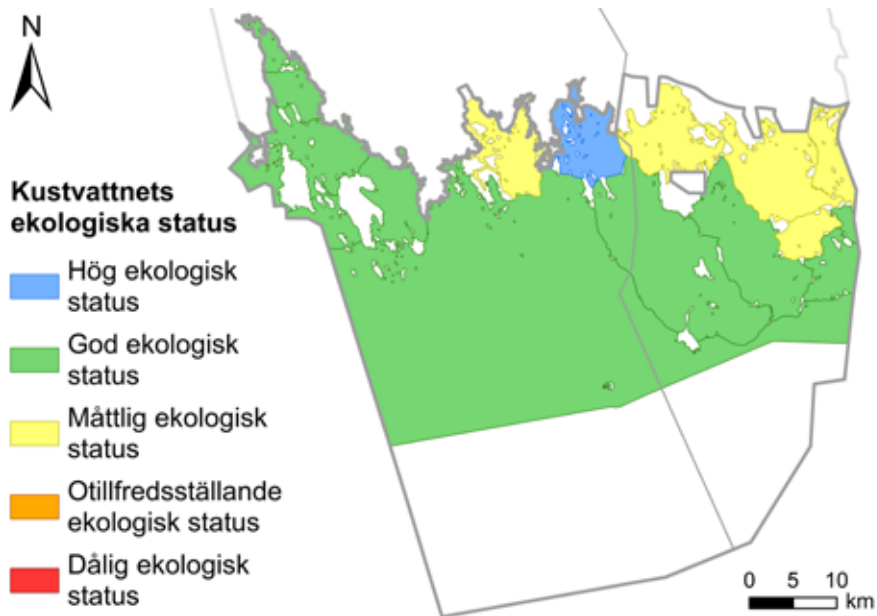 N
Kustvattnets
ekologiska status
Hög ekologisk
status
God ekologisk
status
Måttlig ekologisk
status
Otillfredsställande
ekologisk status
Dålig ekologisk
status
0 5 10
km